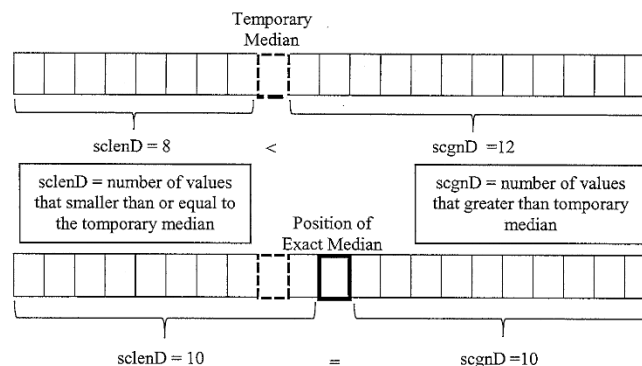 Temporary
Median
sclenD = 8
<
scgnD =12
sclenD = number of values
that smaller than or equal to
the tomporary median
scgnD = number of values
that greater than tomporary
median
Position of
Exact Median
sclenD = 10
=
scgnD =10